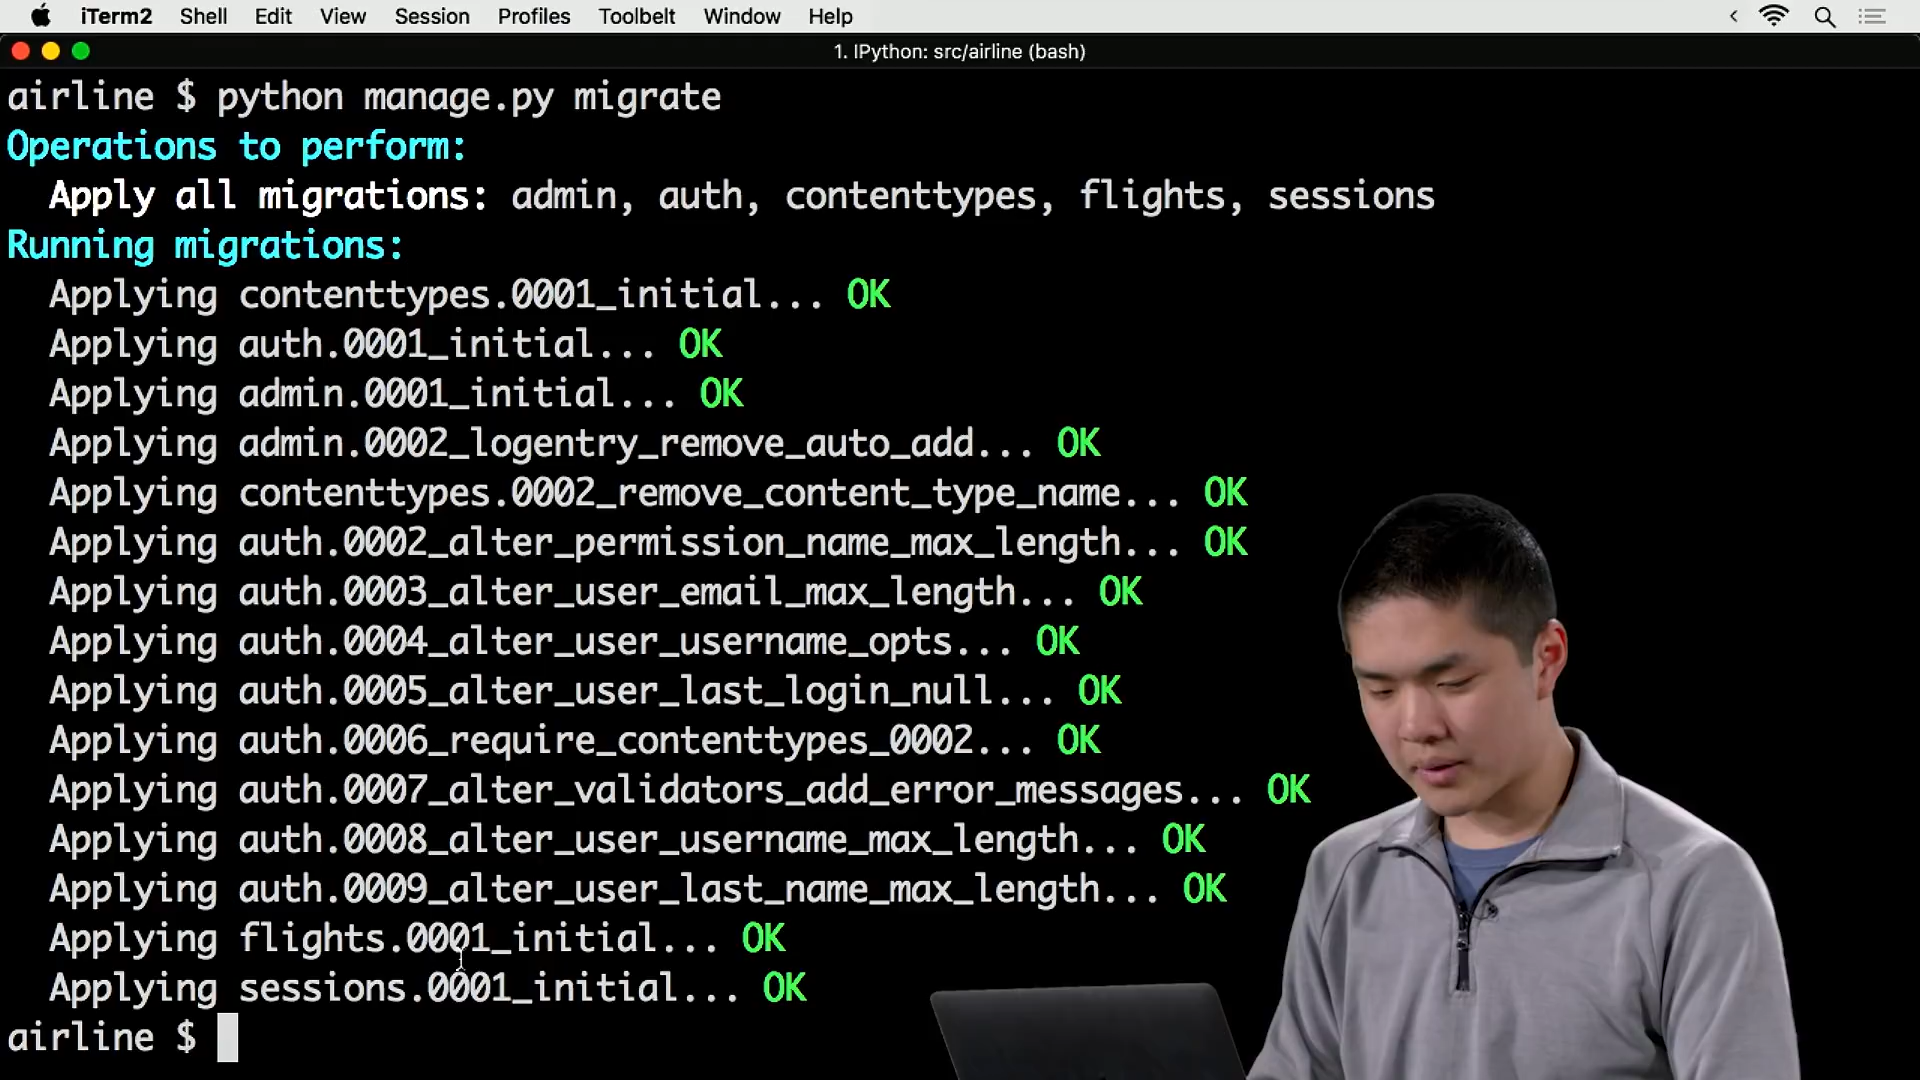 iTerm2 Shell Edit View Session Profiles Toolbelt Window Help
1. IPython: src/airline (bash)
airline $ python manage.py migrate
Operations to perform:
Apply all migrations: admin, auth, contenttypes, flights, sessions
Running migrations:
Applying contenttypes.0001_initial... OK
Applying auth.0001_initial... OK
Applying admin.0001_initial... OK
Applying admin.0002_logentry_remove_auto_add... OK
Applying contenttypes.0002_remove_content_type_name... OK
Applying auth.0002_alter_permission_name_max_length... OK
Applying auth.0003_alter_user_email_max_length... OK
Applying auth.0004_alter_user_username_opts... OK
Applying auth.0005_alter_user_last_login_null... OK
Applying auth.0006_require_contenttypes_0002... OK
Applying auth.0007_alter_validators_add_error_messages... OK
Applying auth.0008_alter_user_username_max_length... OK
Applying auth.0009_alter_user_last_name_max_length... OK
Applying flights.0001_initial... OK
Applying sessions.0001_initial... OK
airline $